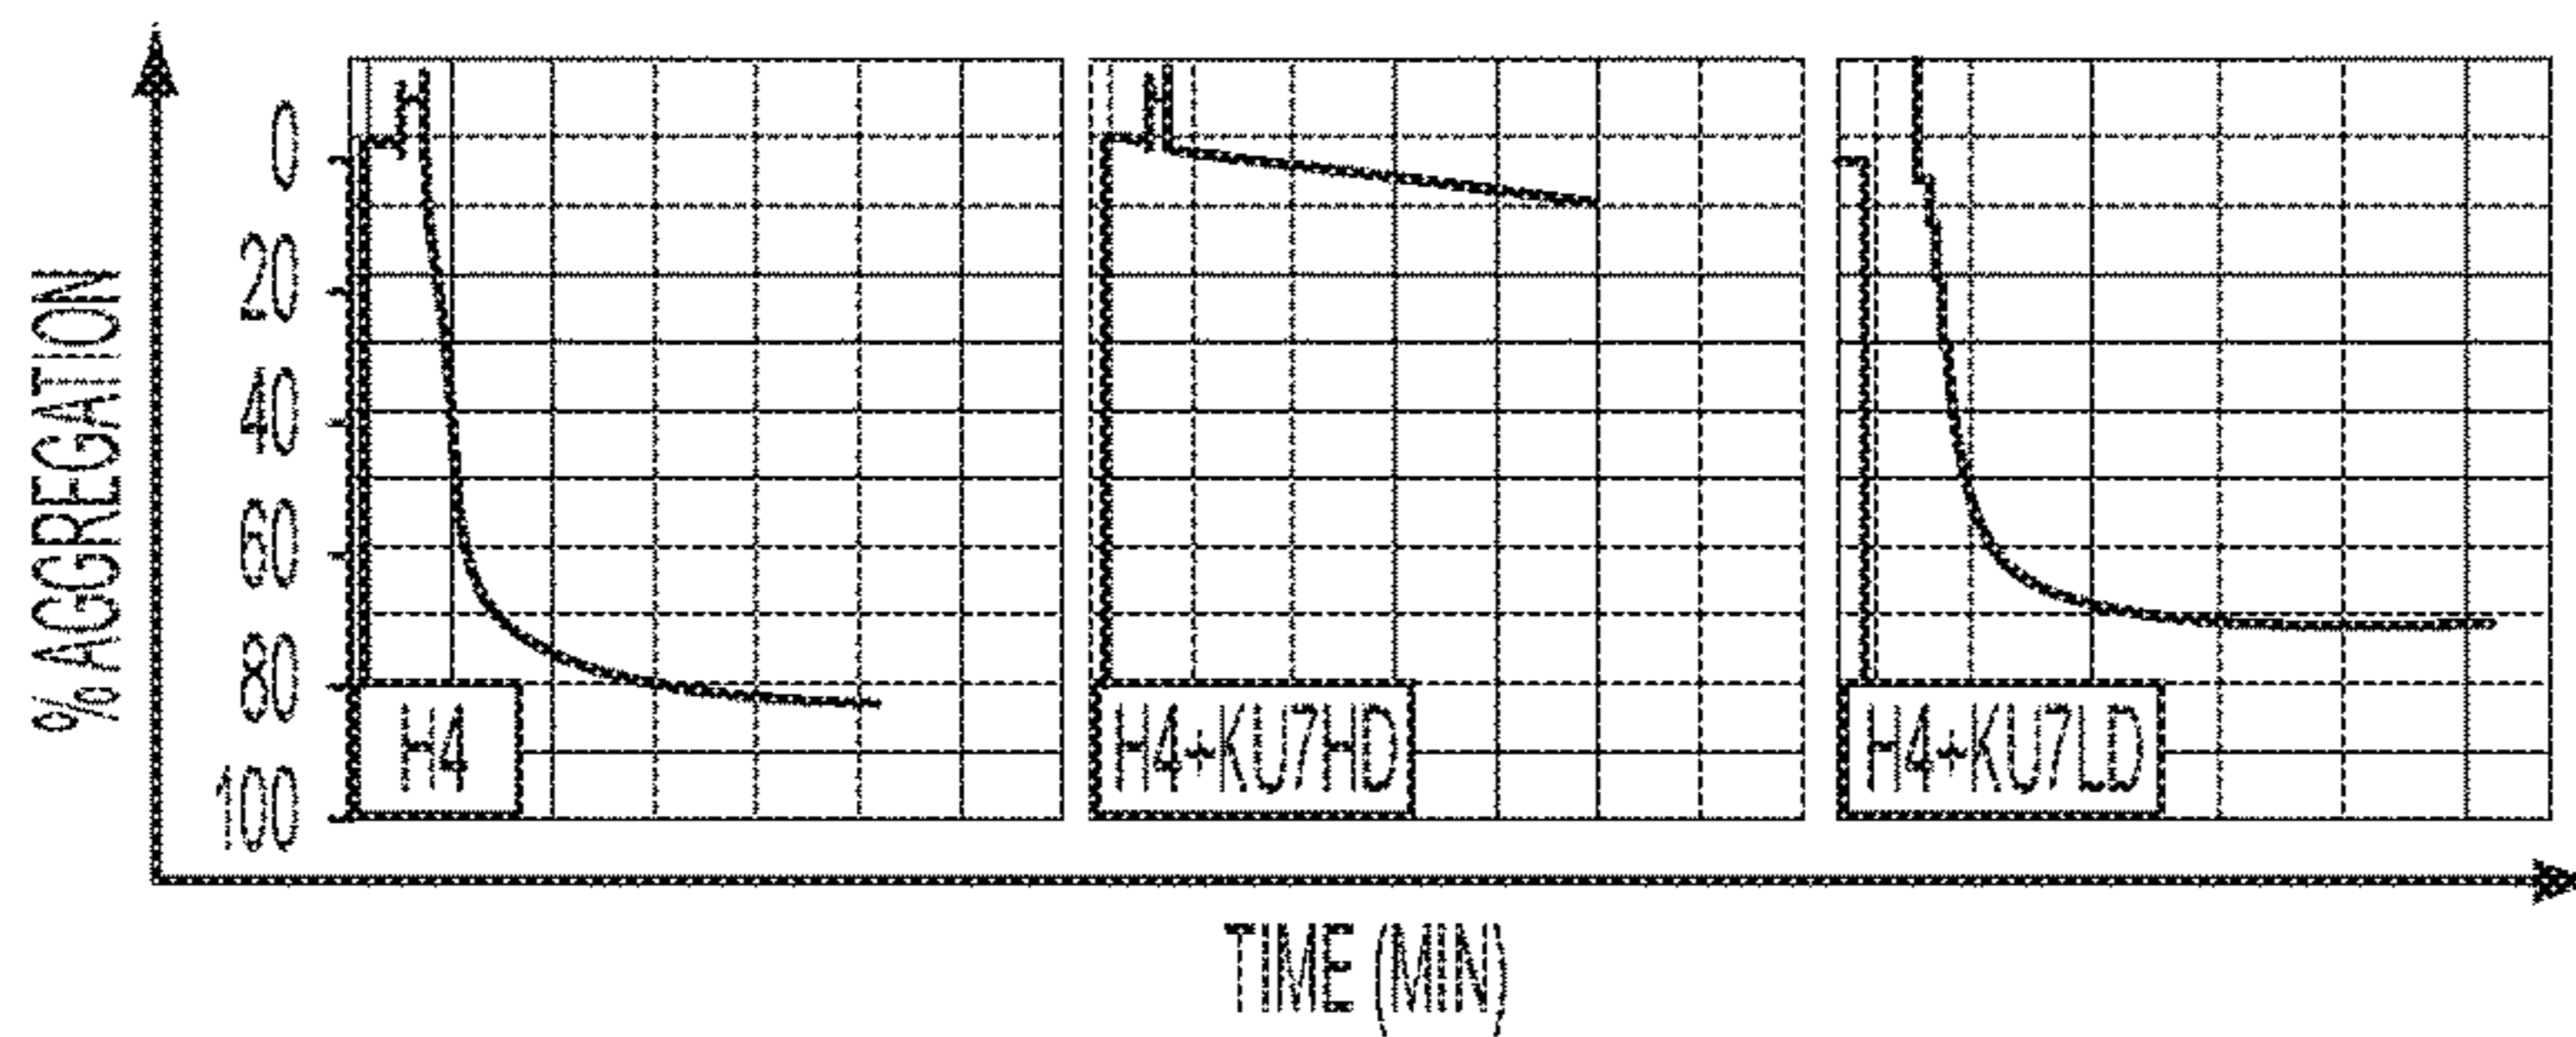 % AGGREGATION
0
20
40
60
80
100
H4
H4+KU7HD
H4+KU7LD
TIME (MIN)